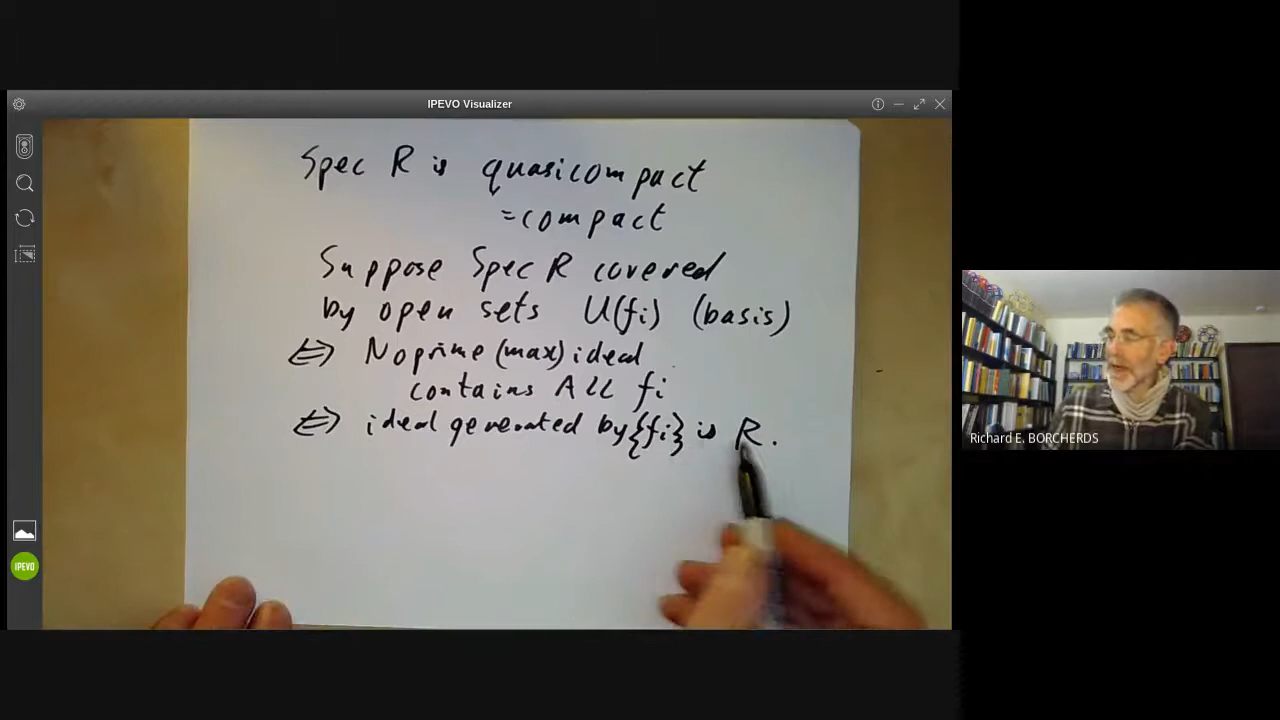 IPEVO Visualizer
Spec R is quasicompact
=compact
Suppose Spec R covered
by open sets U(fi) (basis)
⇔ No prime (max) ideal
contains All fi
⇔ ideal generated by {fi} is R.
Richard E. BORCHERDS
IPEVO